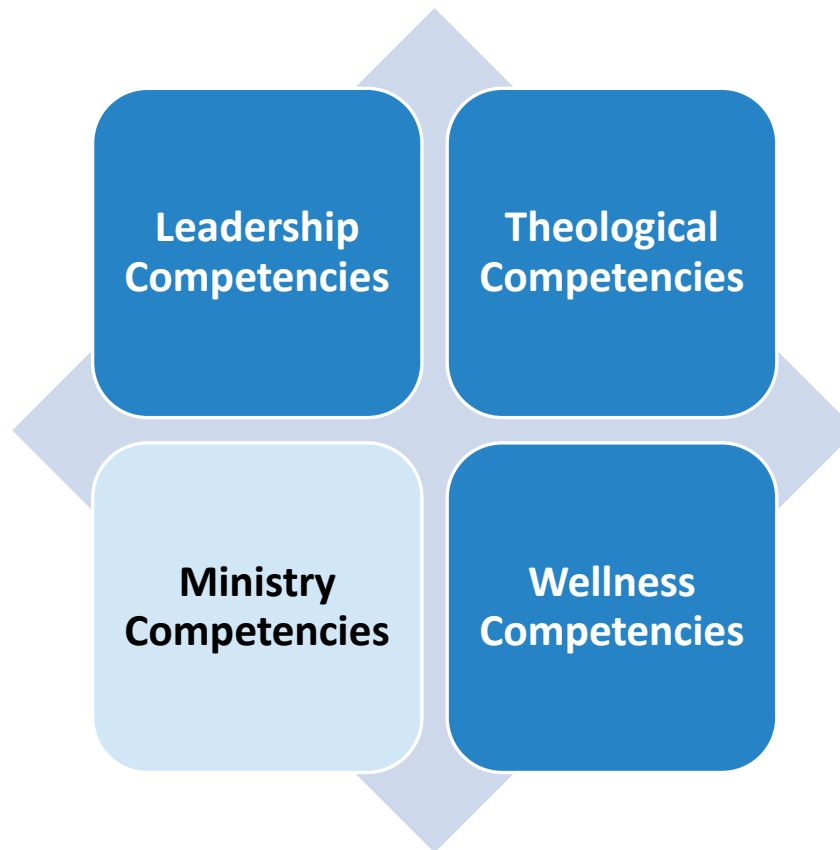 Leadership
Competencies
Theological
Competencies
Ministry
Competencies
Wellness
Competencies